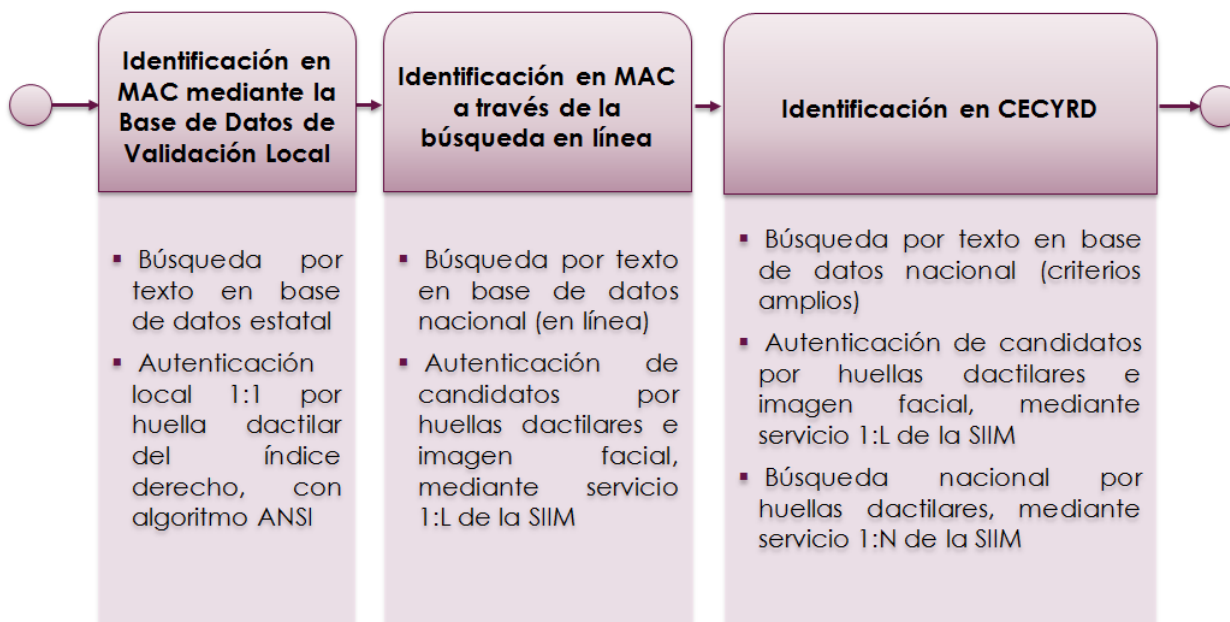 Identificación en
MAC mediante la
Base de Datos de
Validación Local
▪ Búsqueda por
texto en base
de datos estatal
▪ Autenticación
local 1:1 por
huella dactilar
del índice
derecho, con
algoritmo ANSI
Identificación en MAC
a través de la
búsqueda en línea
▪ Búsqueda por texto
en base de datos
nacional (en línea)
▪ Autenticación de
candidatos por
huellas dactilares e
imagen facial,
mediante servicio
1:L de la SIIM
Identificación en CECYRD
▪ Búsqueda por texto en base
de datos nacional (criterios
amplios)
▪ Autenticación de candidatos
por huellas dactilares e
imagen facial, mediante
servicio 1:L de la SIIM
▪ Búsqueda nacional por
huellas dactilares, mediante
servicio 1:N de la SIIM